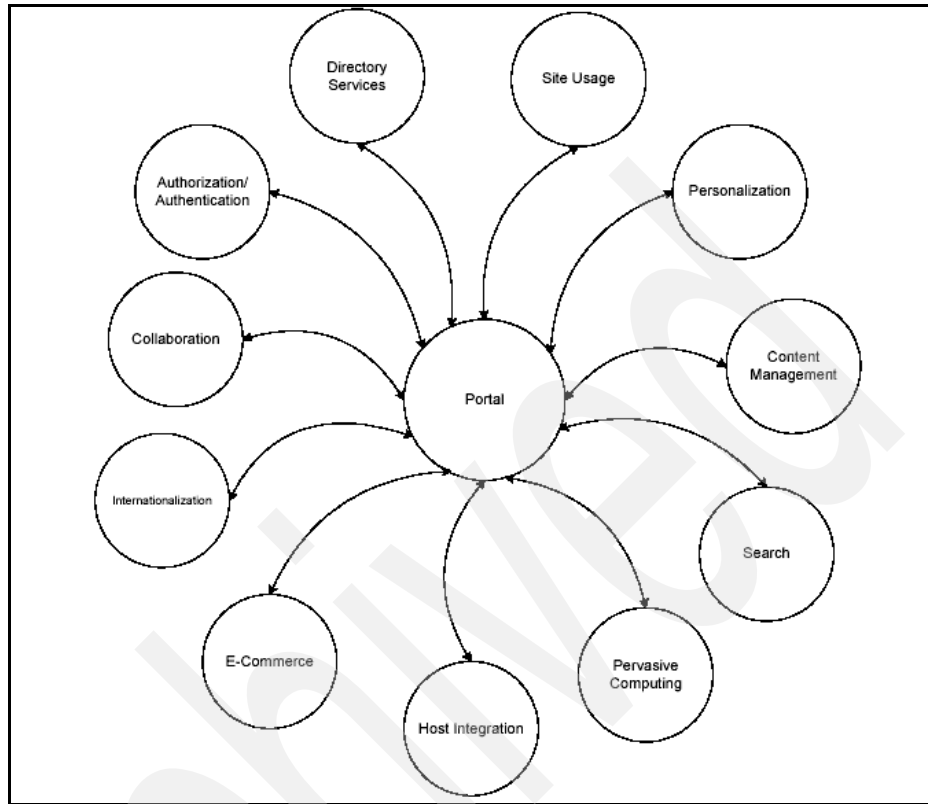 Directory
Services
Site Usage
Authorization/
Authentication
Personalization
Collaboration
Content
Management
Portal
Internationalization
Search
E-Commerce
Pervasive
Computing
Host Integration